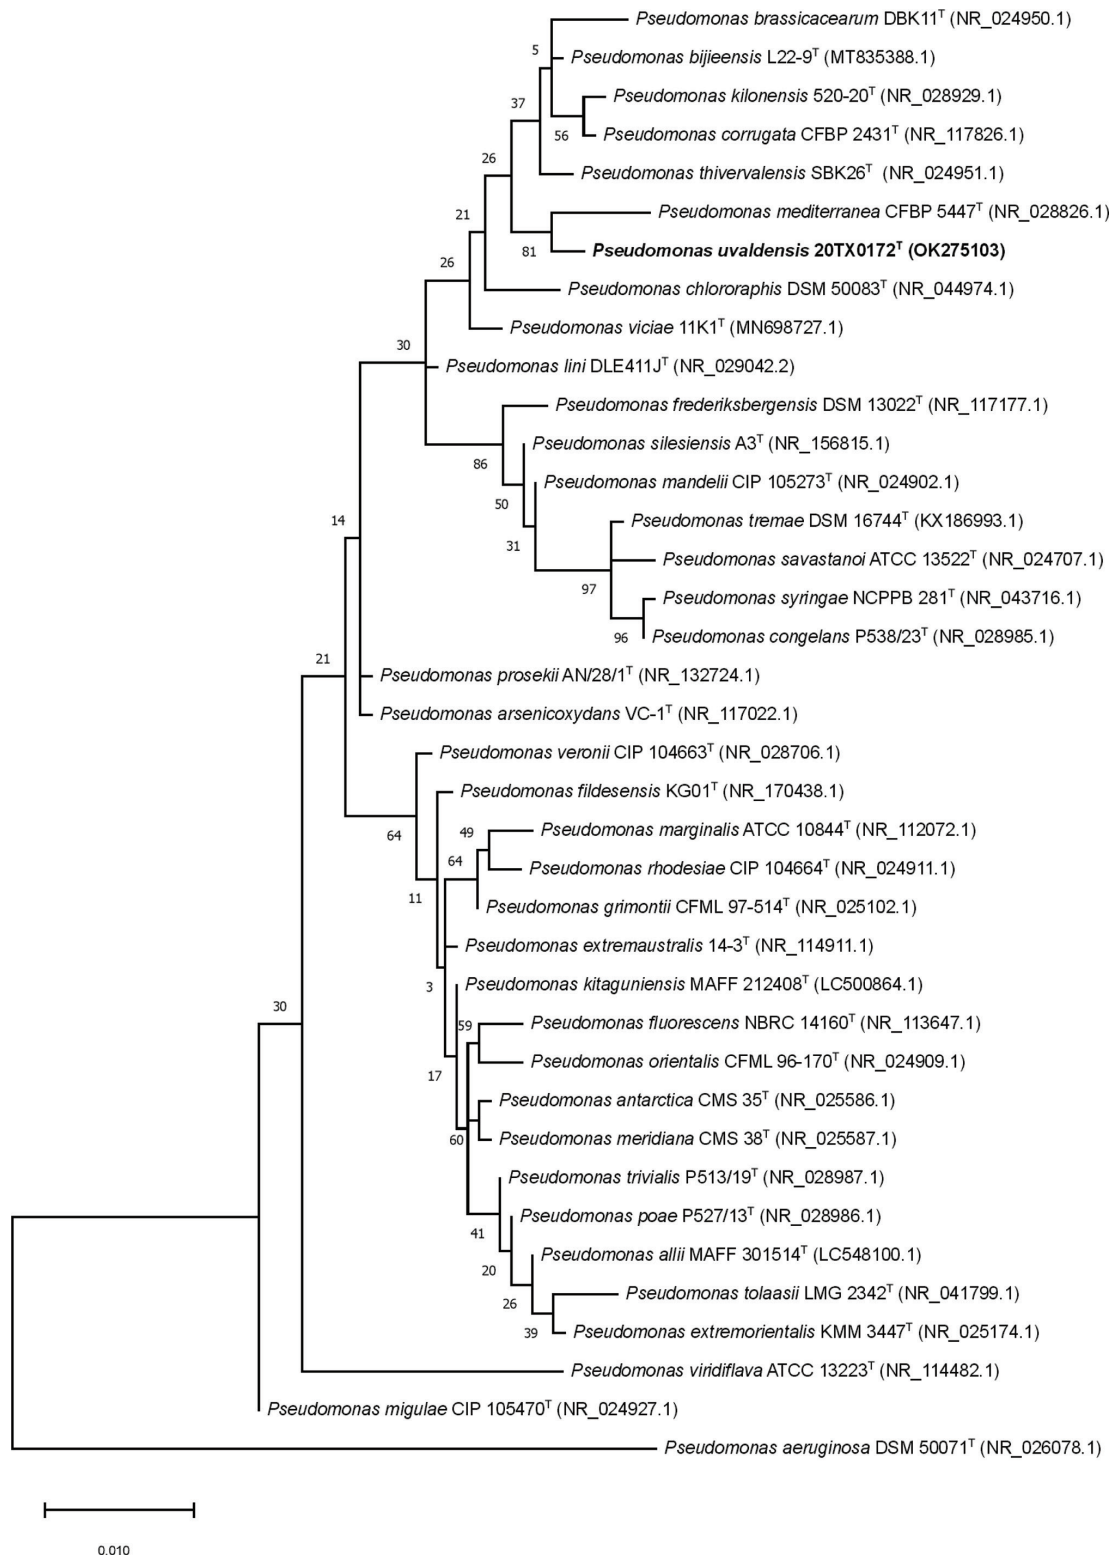 Pseudomonas brassicacearum DBK11ᵀ (NR_024950.1)
5
Pseudomonas bijieensis L22-9ᵀ (MT835388.1)
Pseudomonas kilonensis 520-20ᵀ (NR_028929.1)
37
56
Pseudomonas corrugata CFBP 2431ᵀ (NR_117826.1)
26
Pseudomonas thivervalensis SBK26ᵀ (NR_024951.1)
21
Pseudomonas mediterranea CFBP 5447ᵀ (NR_028826.1)
81
Pseudomonas uvaldensis 20TX0172ᵀ (OK275103)
26
Pseudomonas chlororaphis DSM 50083ᵀ (NR_044974.1)
Pseudomonas viciae 11K1ᵀ (MN698727.1)
30
Pseudomonas lini DLE411Jᵀ (NR_029042.2)
Pseudomonas frederiksbergensis DSM 13022ᵀ (NR_117177.1)
Pseudomonas silesiensis A3ᵀ (NR_156815.1)
86
Pseudomonas mandelii CIP 105273ᵀ (NR_024902.1)
50
14
Pseudomonas tremae DSM 16744ᵀ (KX186993.1)
31
Pseudomonas savastanoi ATCC 13522ᵀ (NR_024707.1)
97
Pseudomonas syringae NCPPB 281ᵀ (NR_043716.1)
96
Pseudomonas congelans P538/23ᵀ (NR_028985.1)
21
Pseudomonas prosekii AN/28/1ᵀ (NR_132724.1)
Pseudomonas arsenicoxydans VC-1ᵀ (NR_117022.1)
Pseudomonas veronii CIP 104663ᵀ (NR_028706.1)
Pseudomonas fildesensis KG01ᵀ (NR_170438.1)
64
49
Pseudomonas marginalis ATCC 10844ᵀ (NR_112072.1)
64
Pseudomonas rhodesiae CIP 104664ᵀ (NR_024911.1)
11
Pseudomonas grimontii CFML 97-514ᵀ (NR_025102.1)
Pseudomonas extremaustralis 14-3ᵀ (NR_114911.1)
3
Pseudomonas kitaguniensis MAFF 212408ᵀ (LC500864.1)
30
59
Pseudomonas fluorescens NBRC 14160ᵀ (NR_113647.1)
Pseudomonas orientalis CFML 96-170ᵀ (NR_024909.1)
17
Pseudomonas antarctica CMS 35ᵀ (NR_025586.1)
60
Pseudomonas meridiana CMS 38ᵀ (NR_025587.1)
Pseudomonas trivialis P513/19ᵀ (NR_028987.1)
Pseudomonas poae P527/13ᵀ (NR_028986.1)
41
Pseudomonas allii MAFF 301514ᵀ (LC548100.1)
20
Pseudomonas tolaasii LMG 2342ᵀ (NR_041799.1)
26
39
Pseudomonas extremorientalis KMM 3447ᵀ (NR_025174.1)
Pseudomonas viridiflava ATCC 13223ᵀ (NR_114482.1)
Pseudomonas migulae CIP 105470ᵀ (NR_024927.1)
Pseudomonas aeruginosa DSM 50071ᵀ (NR_026078.1)
0.010